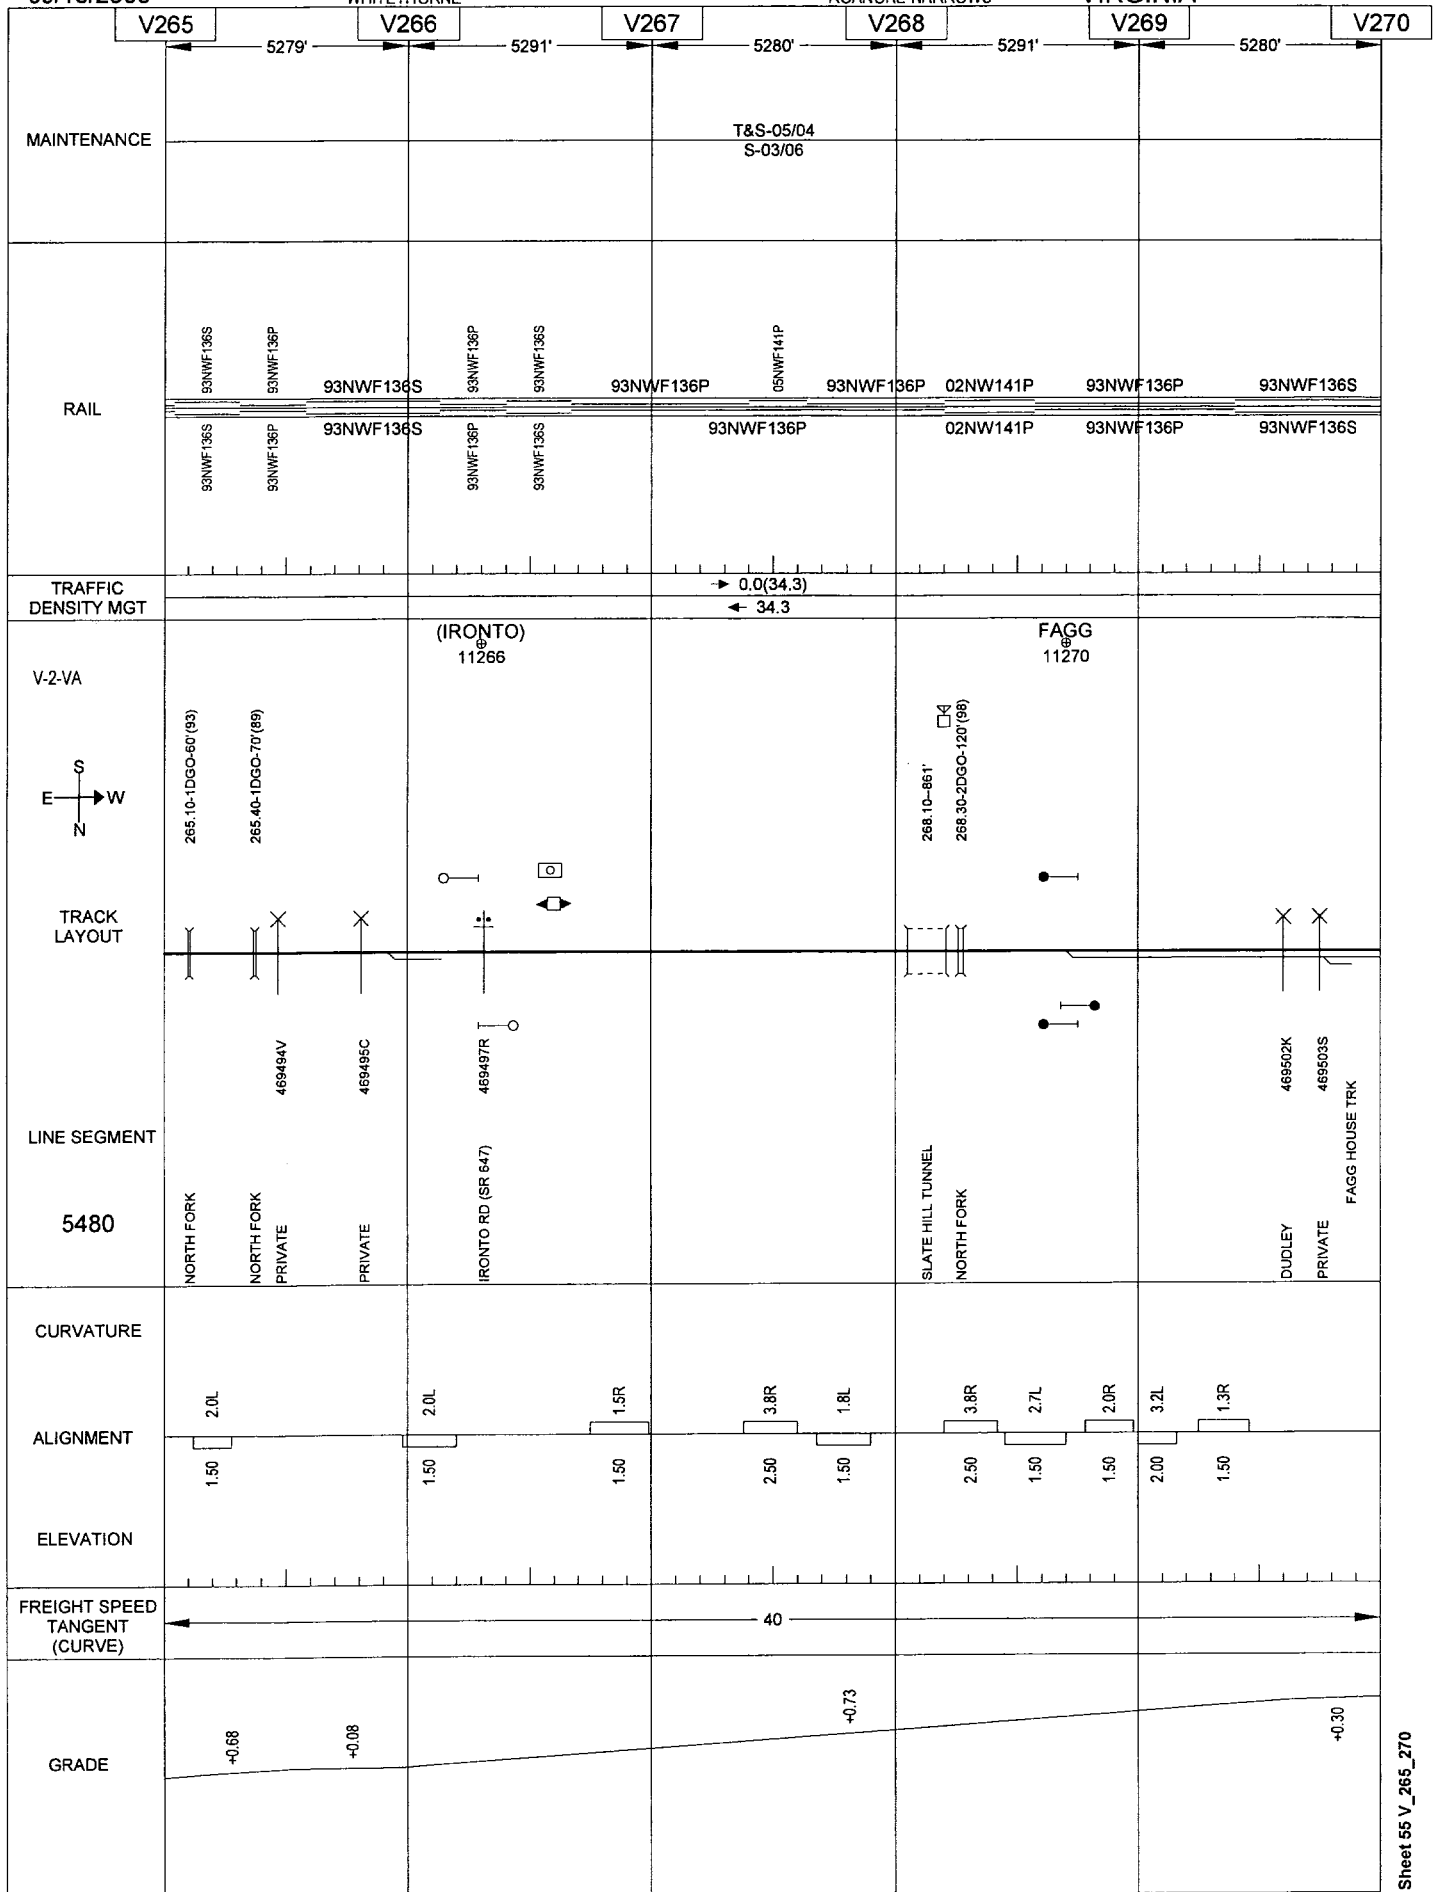 V265 V266 V267 V268 V269 V270
5279' 5291' 5280' 5291' 5280'
MAINTENANCE
T&S-05/04
S-03/06
RAIL
93NWF136S 93NWF136P 93NWF136P 93NWF136S 05NWF141P
93NWF136S 93NWF136P 93NWF136P 02NW141P 93NWF136P 93NWF136S
93NWF136S 93NWF136P 02NW141P 93NWF136P 93NWF136S
93NWF136S 93NWF136P 93NWF136P 93NWF136S
TRAFFIC
DENSITY MGT
0.0(34.3)
34.3
(IRONTO)
11266
FAGG
11270
V-2-VA
S
E W
N
265.10-1DGO-60'(93)
265.40-1DGO-70'(89)
268.10--861'
268.30-2DGO-120'(98)
TRACK
LAYOUT
469494V
469495C
469497R
469502K
469503S
LINE SEGMENT
5480
NORTH FORK
NORTH FORK
PRIVATE
PRIVATE
IRONTO RD (SR 647)
SLATE HILL TUNNEL
NORTH FORK
DUDLEY
PRIVATE
FAGG HOUSE TRK
CURVATURE
2.0L 2.0L 1.5R 3.8R 1.8L 3.8R 2.7L 2.0R 3.2L 1.3R
ALIGNMENT
1.50 1.50 1.50 2.50 1.50 2.50 1.50 1.50 2.00 1.50
ELEVATION
FREIGHT SPEED
TANGENT
(CURVE)
40
GRADE
+0.68 +0.08 +0.73 +0.30
Sheet 55 V_265_270